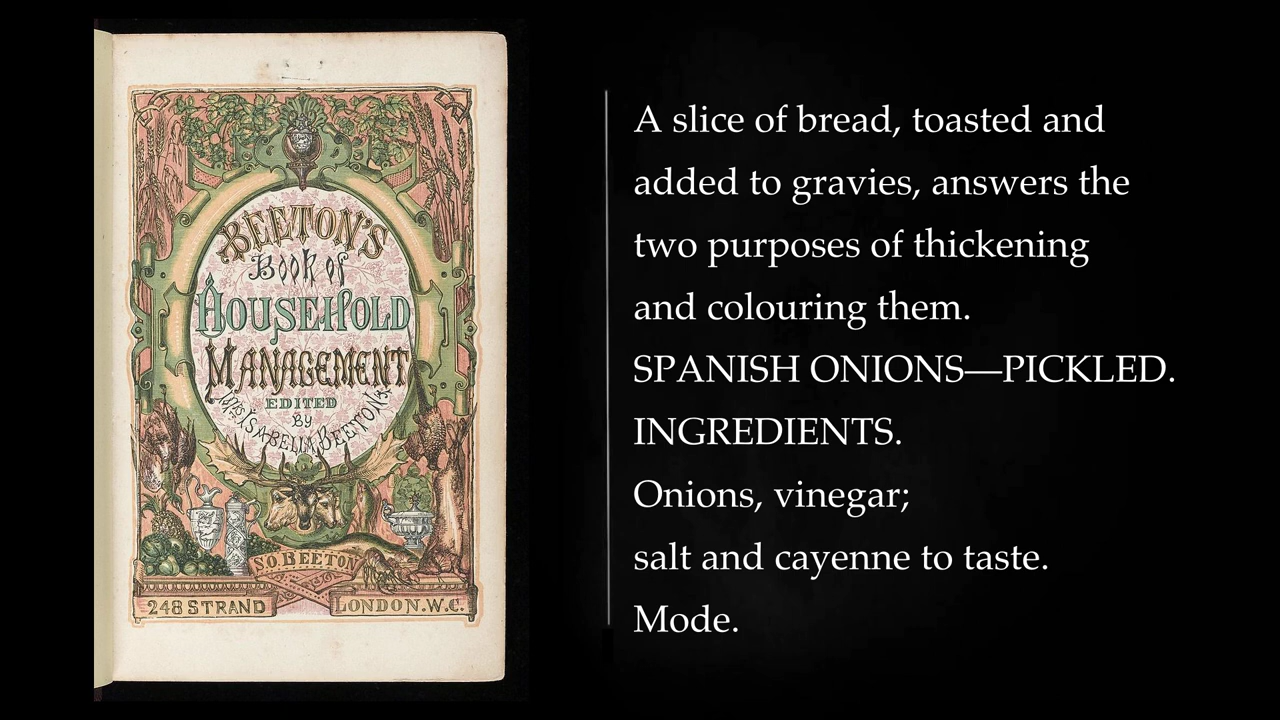 BEETON'S
Book of
HOUSEHOLD
MANAGEMENT
EDITED
BY
MRS ISABELLA BEETON
S.O. BEETON
248 STRAND
LONDON. W.C.
A slice of bread, toasted and
added to gravies, answers the
two purposes of thickening
and colouring them.
SPANISH ONIONS—PICKLED.
INGREDIENTS.
Onions, vinegar;
salt and cayenne to taste.
Mode.